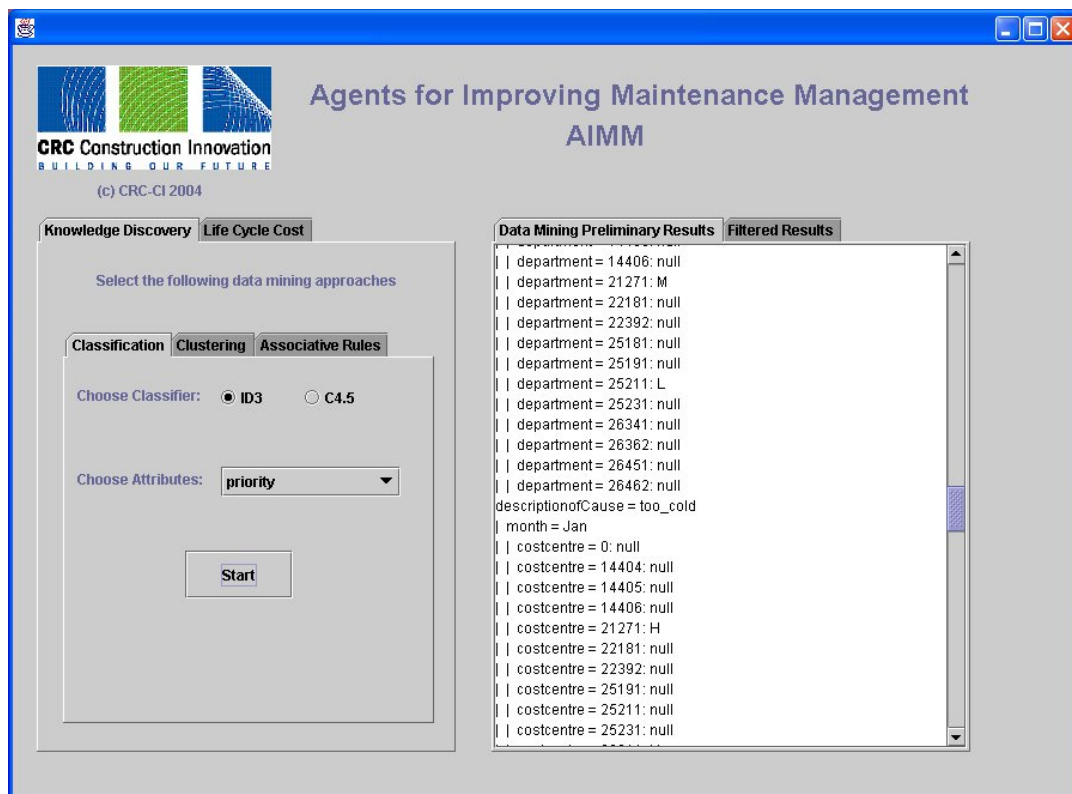 Agents for Improving Maintenance Management
AIMM
CRC Construction Innovation
BUILDING OUR FUTURE
(c) CRC-CI 2004
Knowledge Discovery Life Cycle Cost
Select the following data mining approaches
Classification Clustering Associative Rules
Choose Classifier: ID3 C4.5
Choose Attributes: priority
Start
Data Mining Preliminary Results Filtered Results
| | department = 14406: null
| | department = 21271: M
| | department = 22181: null
| | department = 22392: null
| | department = 25181: null
| | department = 25191: null
| | department = 25211: L
| | department = 25231: null
| | department = 26341: null
| | department = 26362: null
| | department = 26451: null
| | department = 26462: null
descriptionofCause = too_cold
| month = Jan
| | costcentre = 0: null
| | costcentre = 14404: null
| | costcentre = 14405: null
| | costcentre = 14406: null
| | costcentre = 21271: H
| | costcentre = 22181: null
| | costcentre = 22392: null
| | costcentre = 25191: null
| | costcentre = 25211: null
| | costcentre = 25231: null